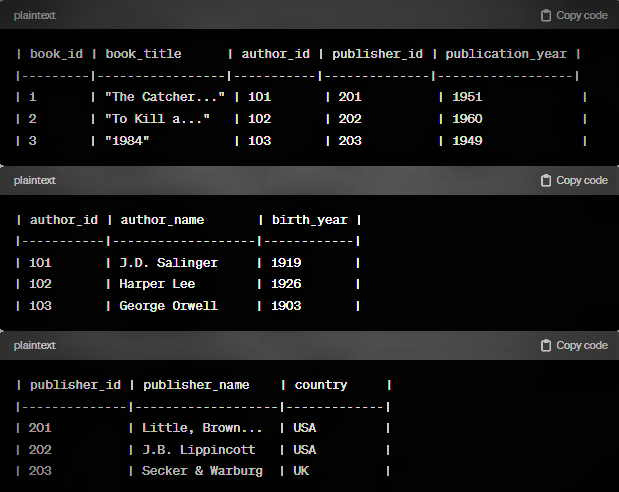 plaintext Copy code
| book_id | book_title | author_id | publisher_id | publication_year |
|---------|-----------------|-----------|--------------|------------------|
| 1 | "The Catcher..." | 101 | 201 | 1951 |
| 2 | "To Kill a..." | 102 | 202 | 1960 |
| 3 | "1984" | 103 | 203 | 1949 |
plaintext Copy code
| author_id | author_name | birth_year |
|-----------|-------------------|------------|
| 101 | J.D. Salinger | 1919 |
| 102 | Harper Lee | 1926 |
| 103 | George Orwell | 1903 |
plaintext Copy code
| publisher_id | publisher_name | country |
|--------------|-------------------|-------------|
| 201 | Little, Brown... | USA |
| 202 | J.B. Lippincott | USA |
| 203 | Secker & Warburg | UK |